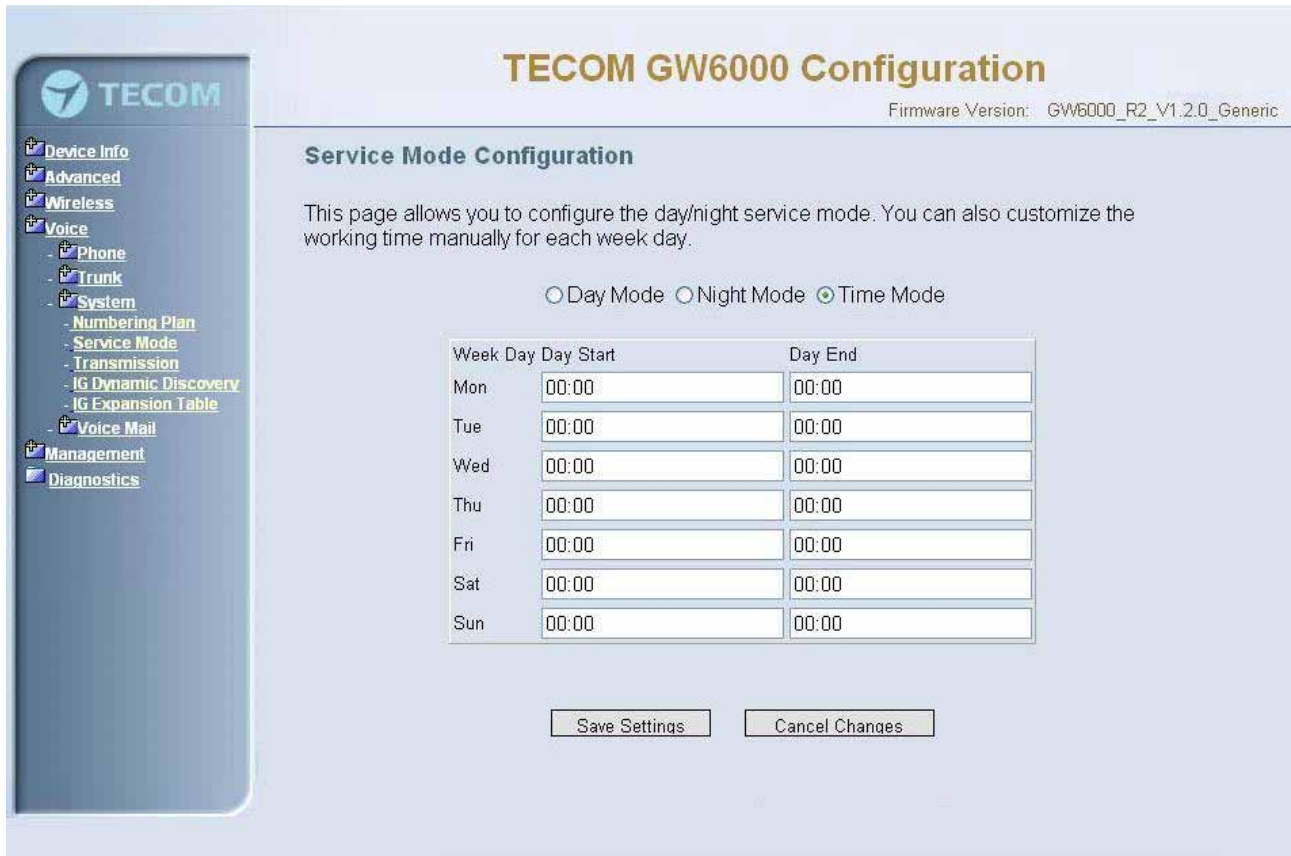 TECOM
TECOM GW6000 Configuration
Firmware Version: GW6000_R2_V1.2.0_Generic
Device Info
Advanced
Wireless
Voice
- Phone
- Trunk
- System
- Numbering Plan
- Service Mode
- Transmission
- IG Dynamic Discovery
- IG Expansion Table
- Voice Mail
Management
Diagnostics
Service Mode Configuration
This page allows you to configure the day/night service mode. You can also customize the
working time manually for each week day.
Day Mode Night Mode Time Mode
Week Day Day Start Day End
Mon 00:00 00:00
Tue 00:00 00:00
Wed 00:00 00:00
Thu 00:00 00:00
Fri 00:00 00:00
Sat 00:00 00:00
Sun 00:00 00:00
Save Settings Cancel Changes